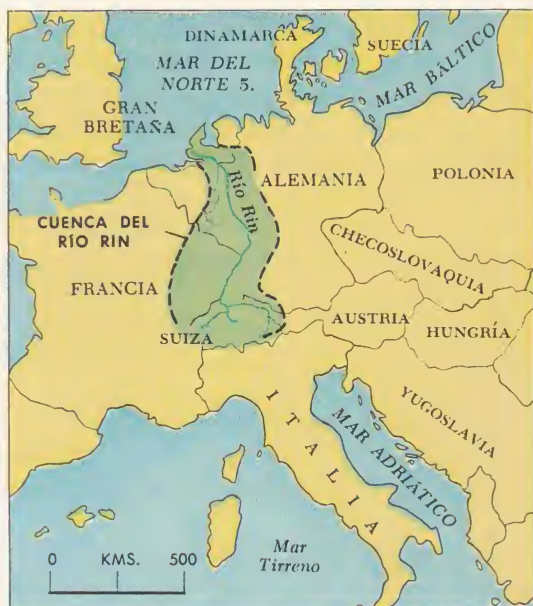 DINAMARCA
SUECIA
MAR DEL
NORTE 5.
MAR BÁLTICO
GRAN
BRETAÑA
ALEMANIA
POLONIA
Río Rin
CUENCA DEL
RÍO RIN
CHECOSLOVAQUIA
FRANCIA
AUSTRIA
HUNGRÍA
SUIZA
YUGOSLAVIA
ITALIA
MAR ADRIÁTICO
0 KMS. 500
Mar
Tirreno